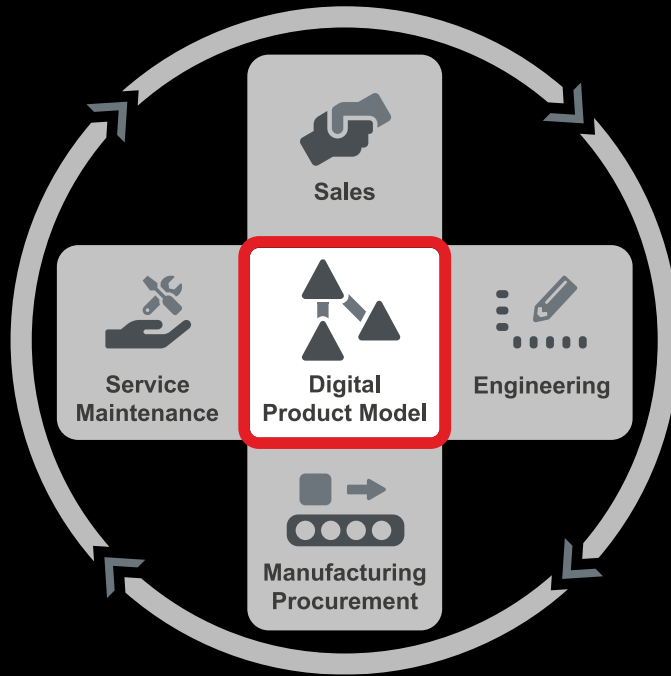 Sales
Service
Maintenance
Digital
Product Model
Engineering
Manufacturing
Procurement